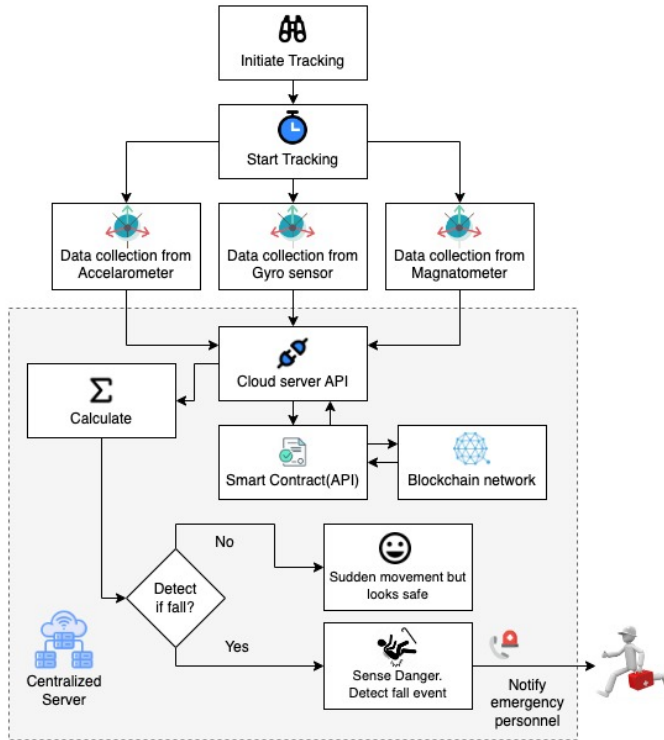 Initiate Tracking
Start Tracking
Data collection from
Accelarometer
Data collection from
Gyro sensor
Data collection from
Magnatometer
Cloud server API
Σ
Calculate
Smart Contract(API)
Blockchain network
No
Sudden movement but
looks safe
Detect
if fall?
Yes
Sense Danger.
Detect fall event
Centralized
Server
Notify
emergency
personnel